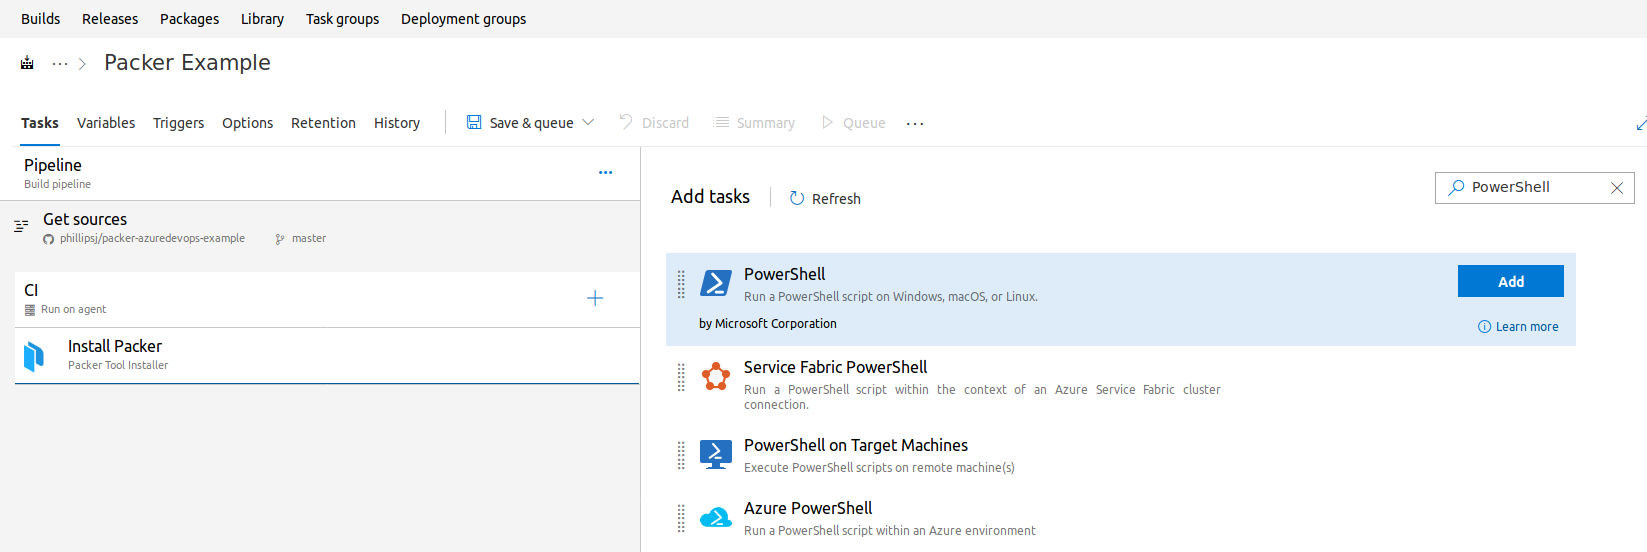 Builds Releases Packages Library Task groups Deployment groups
··· > Packer Example
Tasks Variables Triggers Options Retention History Save & queue Discard Summary Queue ···
Pipeline
Build pipeline
Get sources
phillipsj/packer-azuredevops-example master
CI
Run on agent
Install Packer
Packer Tool Installer
Add tasks Refresh PowerShell
PowerShell
Run a PowerShell script on Windows, macOS, or Linux.
Add
by Microsoft Corporation
Learn more
Service Fabric PowerShell
Run a PowerShell script within the context of an Azure Service Fabric cluster
connection.
PowerShell on Target Machines
Execute PowerShell scripts on remote machine(s)
Azure PowerShell
Run a PowerShell script within an Azure environment